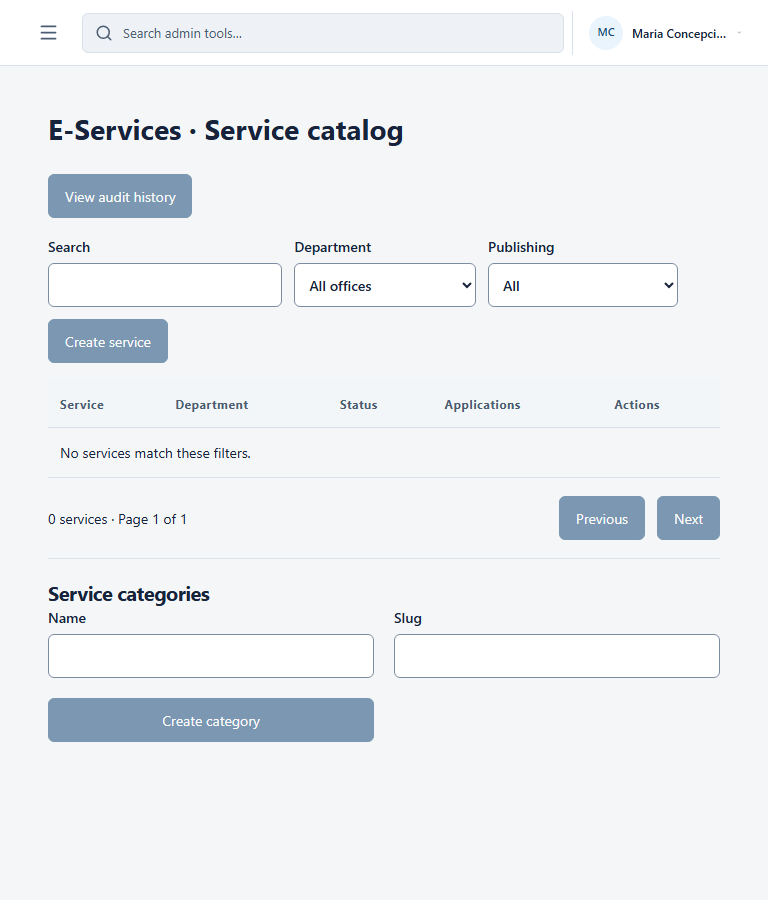 Search admin tools...
MC
Maria Concepci...
E-Services · Service catalog
View audit history
Search
Department
Publishing
All offices
All
Create service
Service
Department
Status
Applications
Actions
No services match these filters.
0 services · Page 1 of 1
Previous
Next
Service categories
Name
Slug
Create category